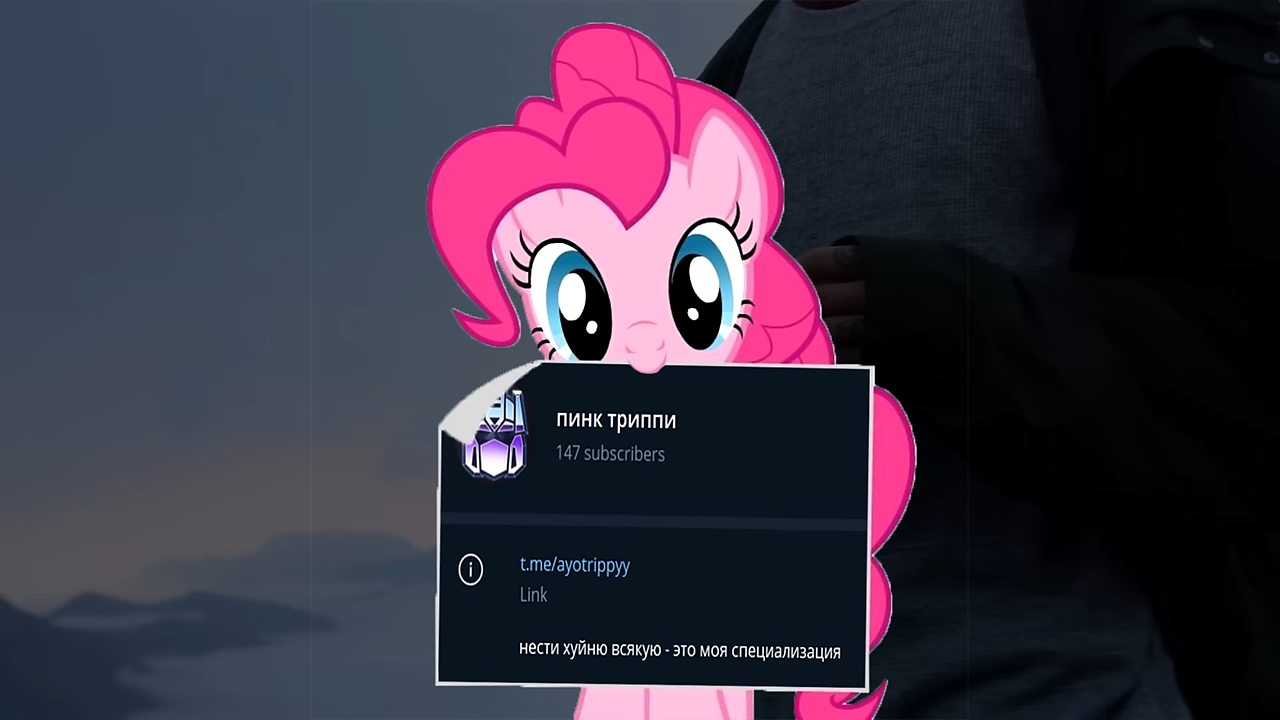 пинк триппи
147 subscribers
t.me/ayotrippyy
Link
нести хуйню всякую - это моя специализация